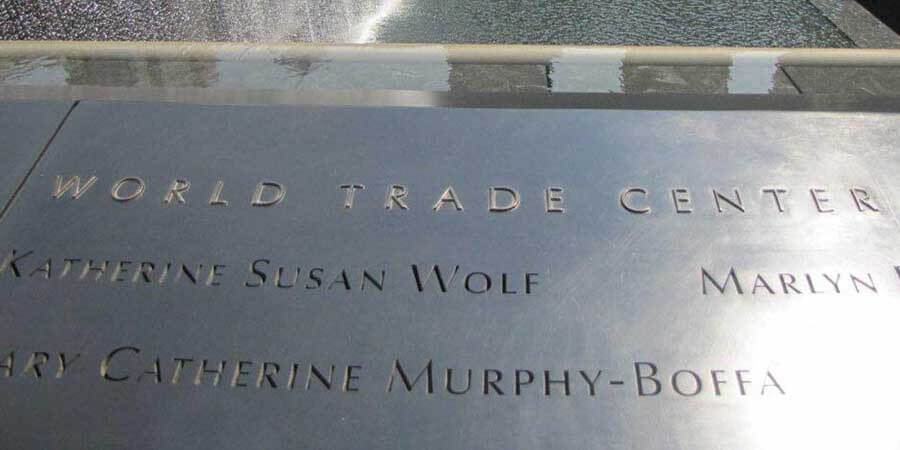 WORLD TRADE CENTER
KATHERINE SUSAN WOLF MARLYN
CATHERINE MURPHY-BOFFA